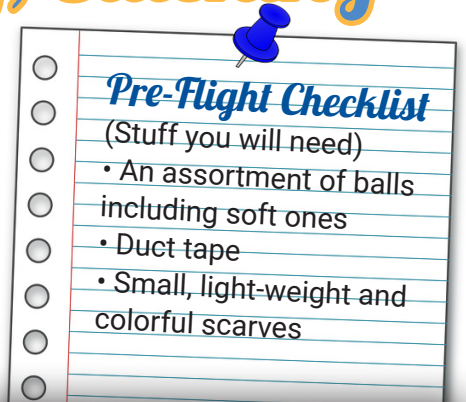 Pre-Flight Checklist
(Stuff you will need)
• An assortment of balls
including soft ones
• Duct tape
• Small, light-weight and
colorful scarves